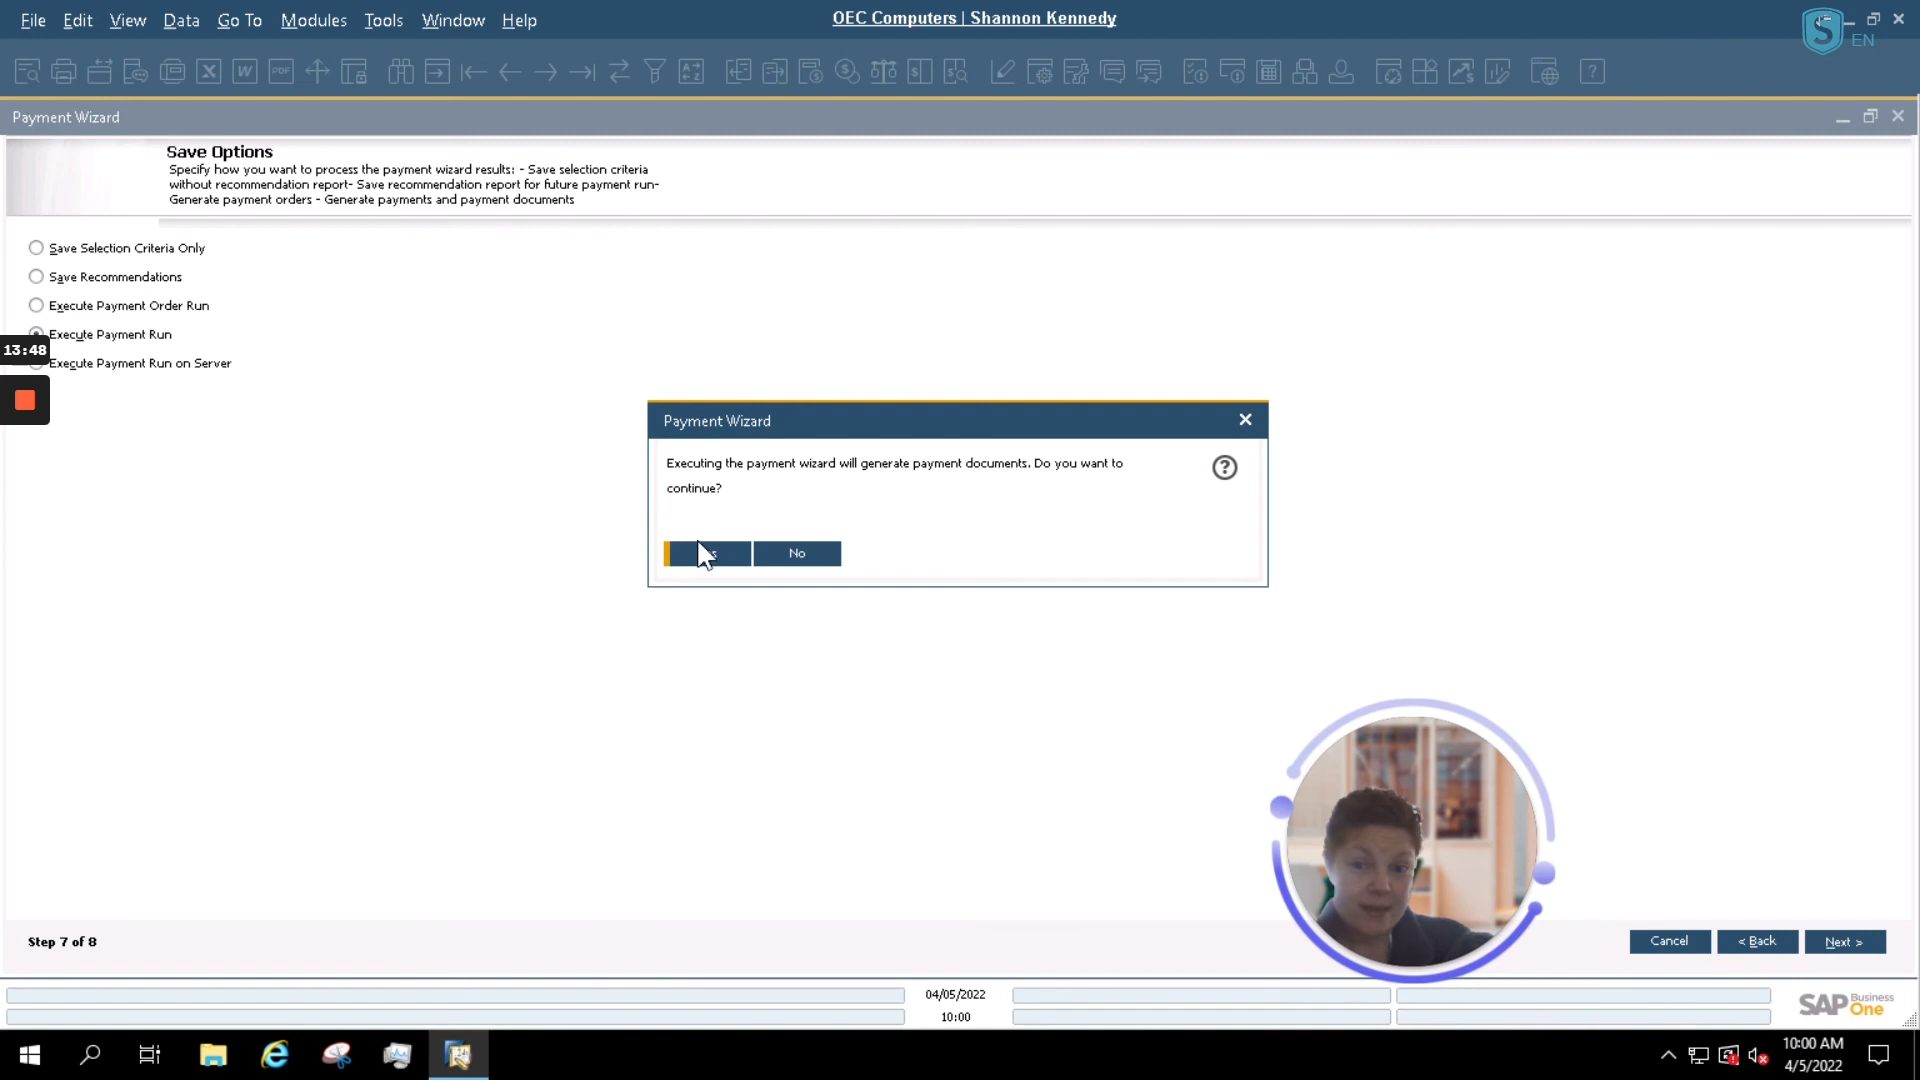 File Edit View Data Go To Modules Tools Window Help
OEC Computers | Shannon Kennedy
EN
Payment Wizard
Save Options
Specify how you want to process the payment wizard results: - Save selection criteria
without recommendation report- Save recommendation report for future payment run-
Generate payment orders - Generate payments and payment documents
Save Selection Criteria Only
Save Recommendations
Execute Payment Order Run
Execute Payment Run
13:48
Execute Payment Run on Server
Payment Wizard
Executing the payment wizard will generate payment documents. Do you want to
continue?
No
Step 7 of 8
Cancel < Back Next >
04/05/2022
10:00
SAP Business One
10:00 AM
4/5/2022